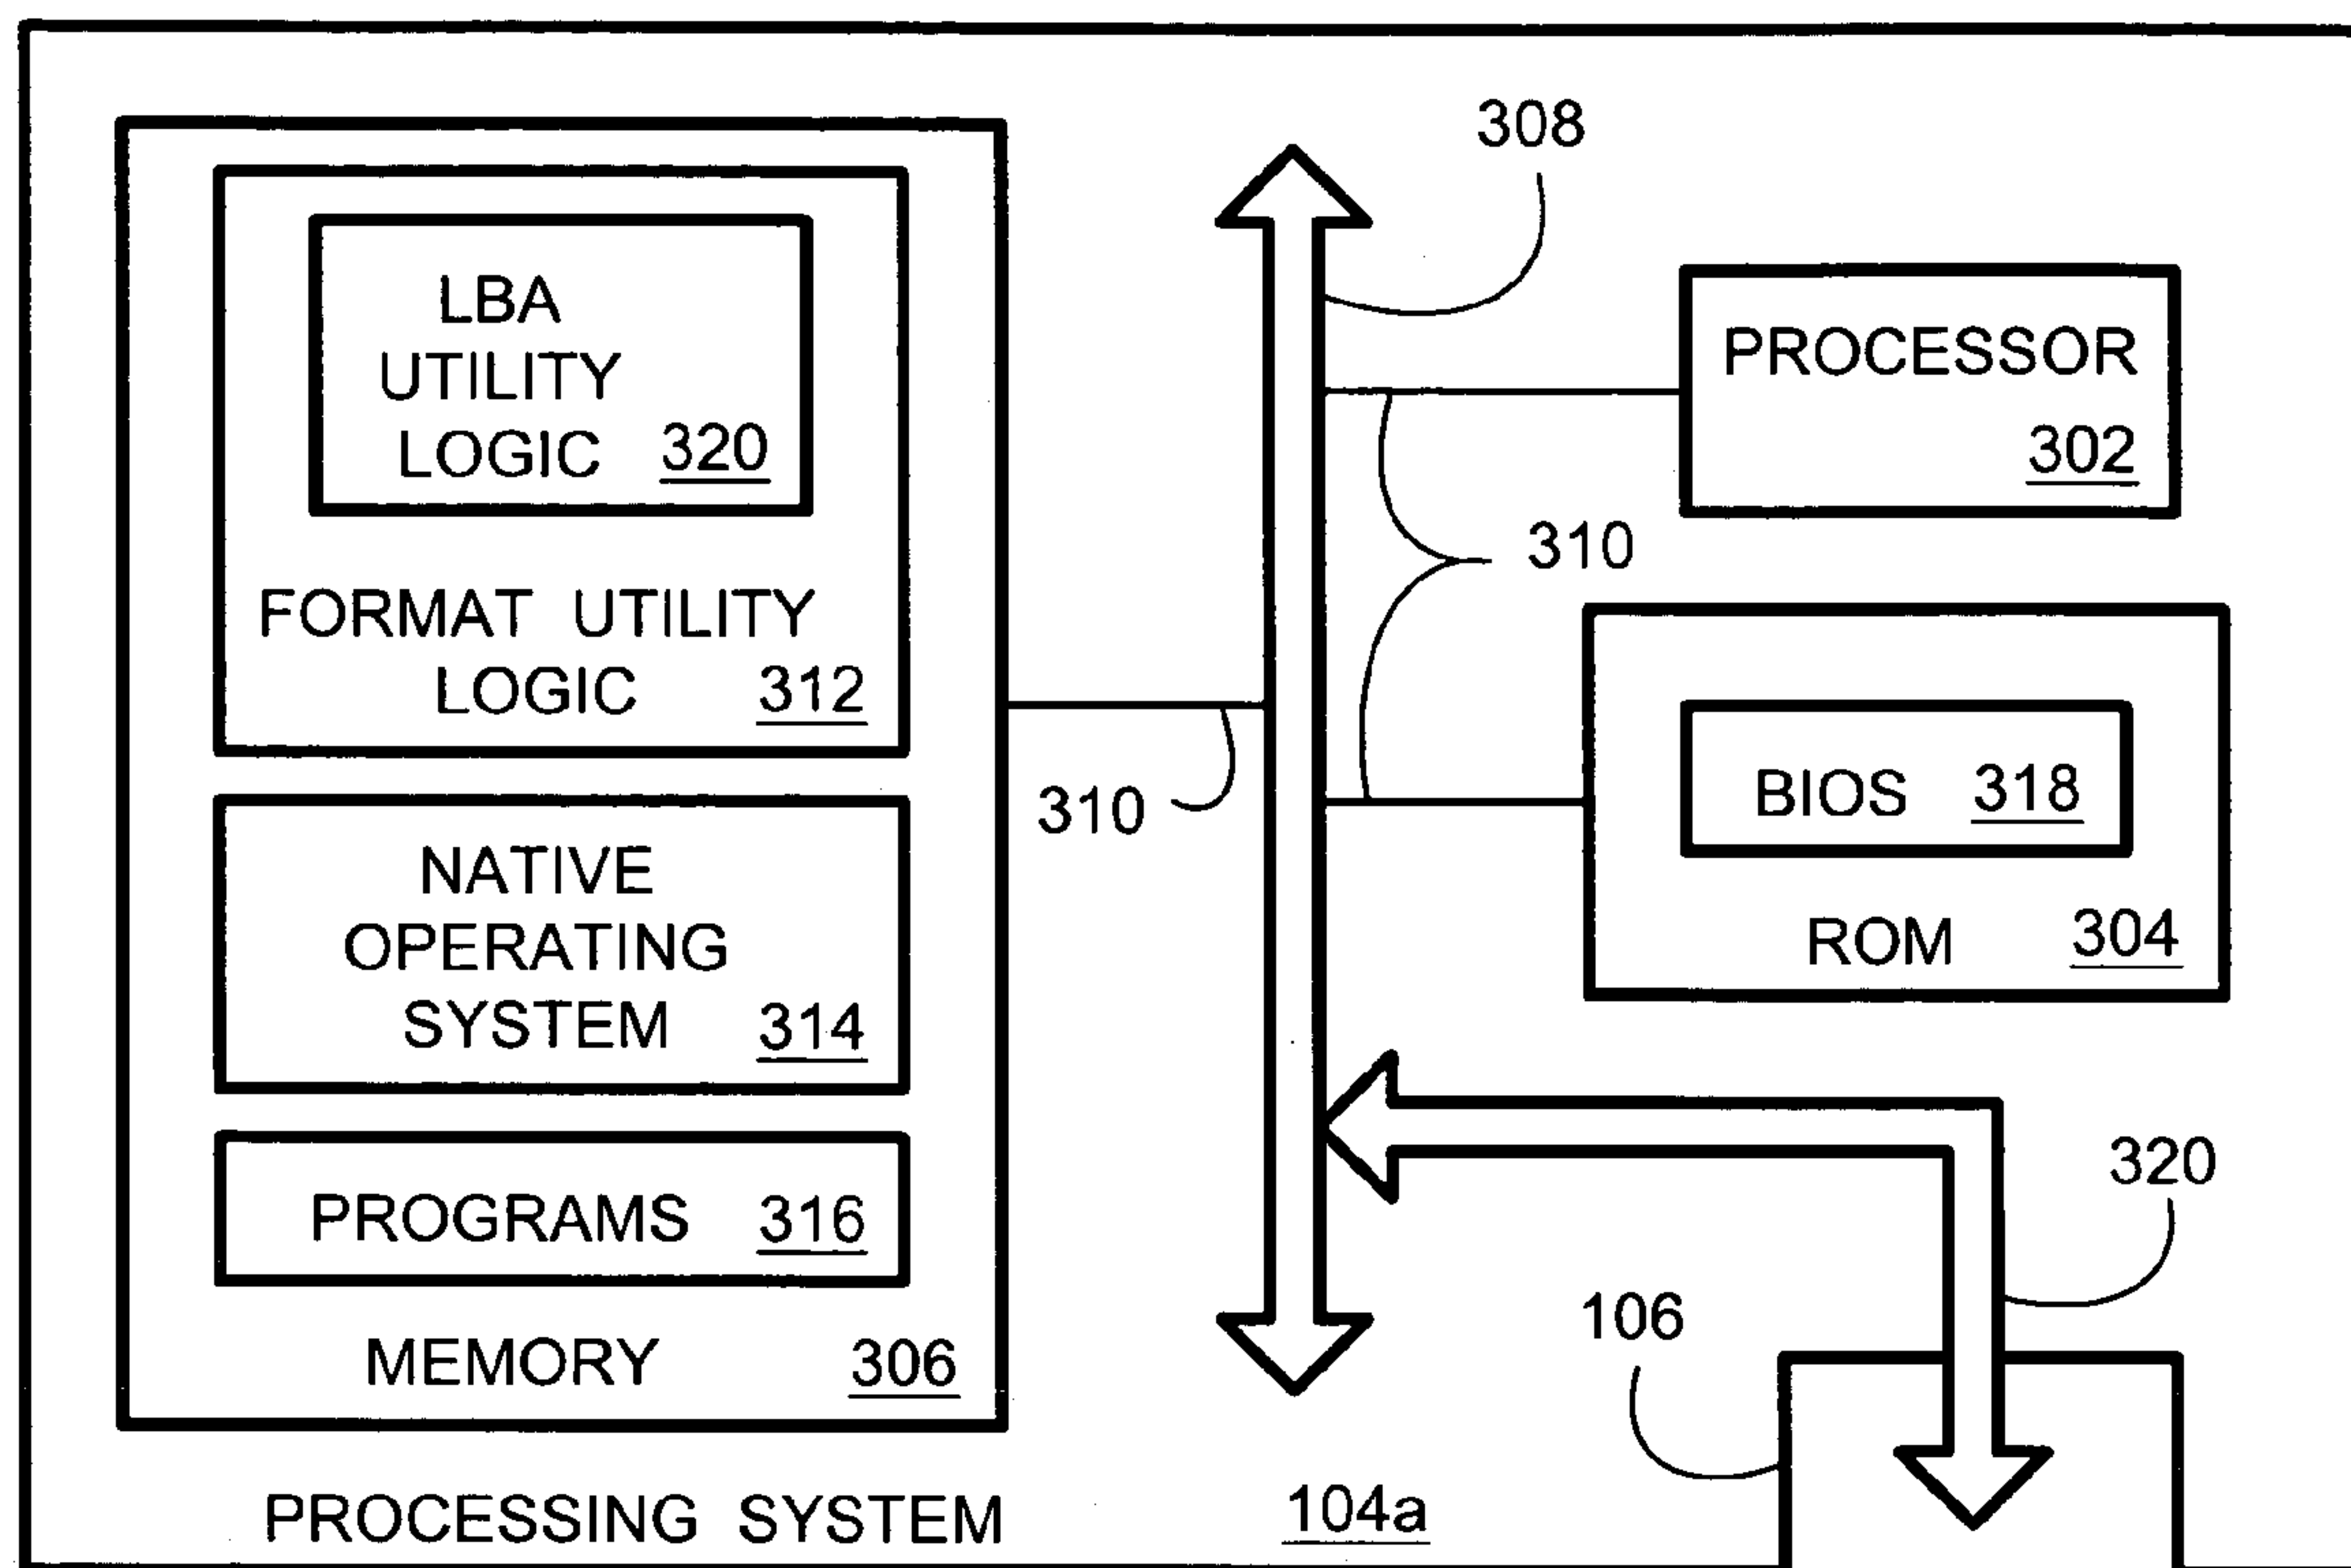 LBA
UTILITY
LOGIC 320
FORMAT UTILITY
LOGIC 312
NATIVE
OPERATING
SYSTEM 314
PROGRAMS 316
MEMORY 306
PROCESSING SYSTEM 104a
308
310
310
PROCESSOR
302
BIOS 318
ROM 304
320
106